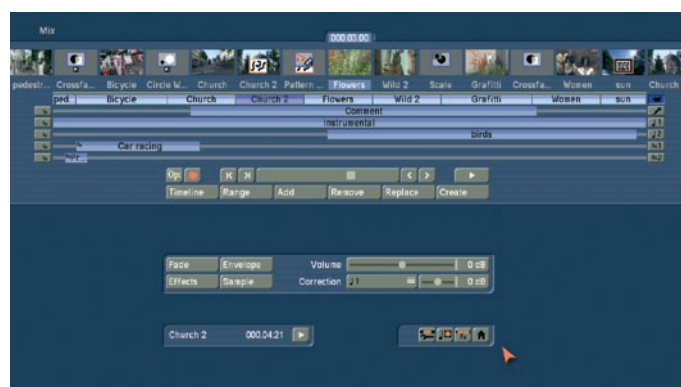 Mix
000:03:00
pedestr... Crossfa... Bicycle Circle W... Church Church 2 Pattern ... Flowers Wild 2 Scale Grafitti Crossfa... Women sun Church
ped. Bicycle Church Church 2 Flowers Wild 2 Grafitti Women sun
Comment
Instrumental
birds
Car racing
Opt
Timeline Range Add Remove Replace Create
Fade Envelope Volume 0 dB
Effects Sample Correction 1 0 dB
Church 2 000.04:21